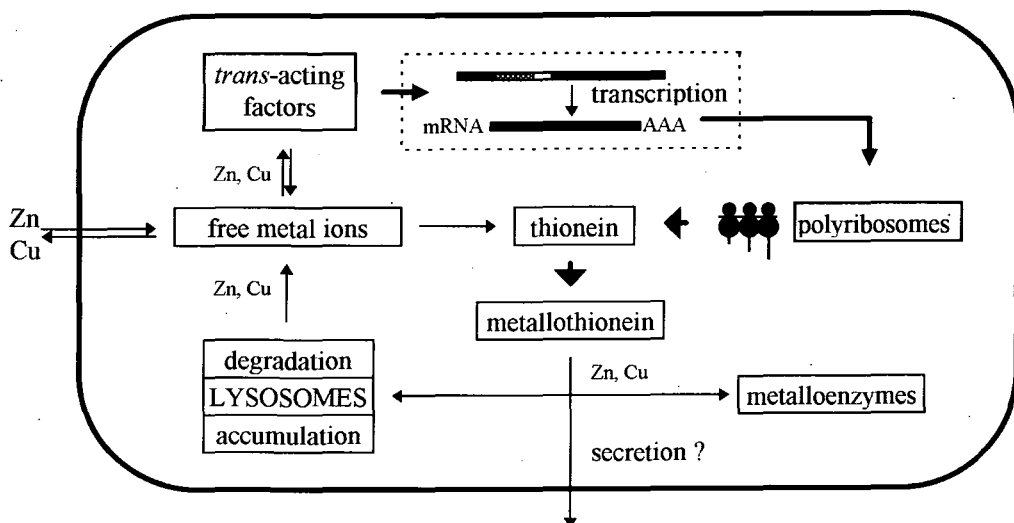 trans-acting
factors
transcription
mRNA
AAA
Zn, Cu
Zn
Cu
free metal ions
thionein
polyribosomes
Zn, Cu
metallothionein
degradation
LYSOSOMES
accumulation
Zn, Cu
metalloenzymes
secretion ?